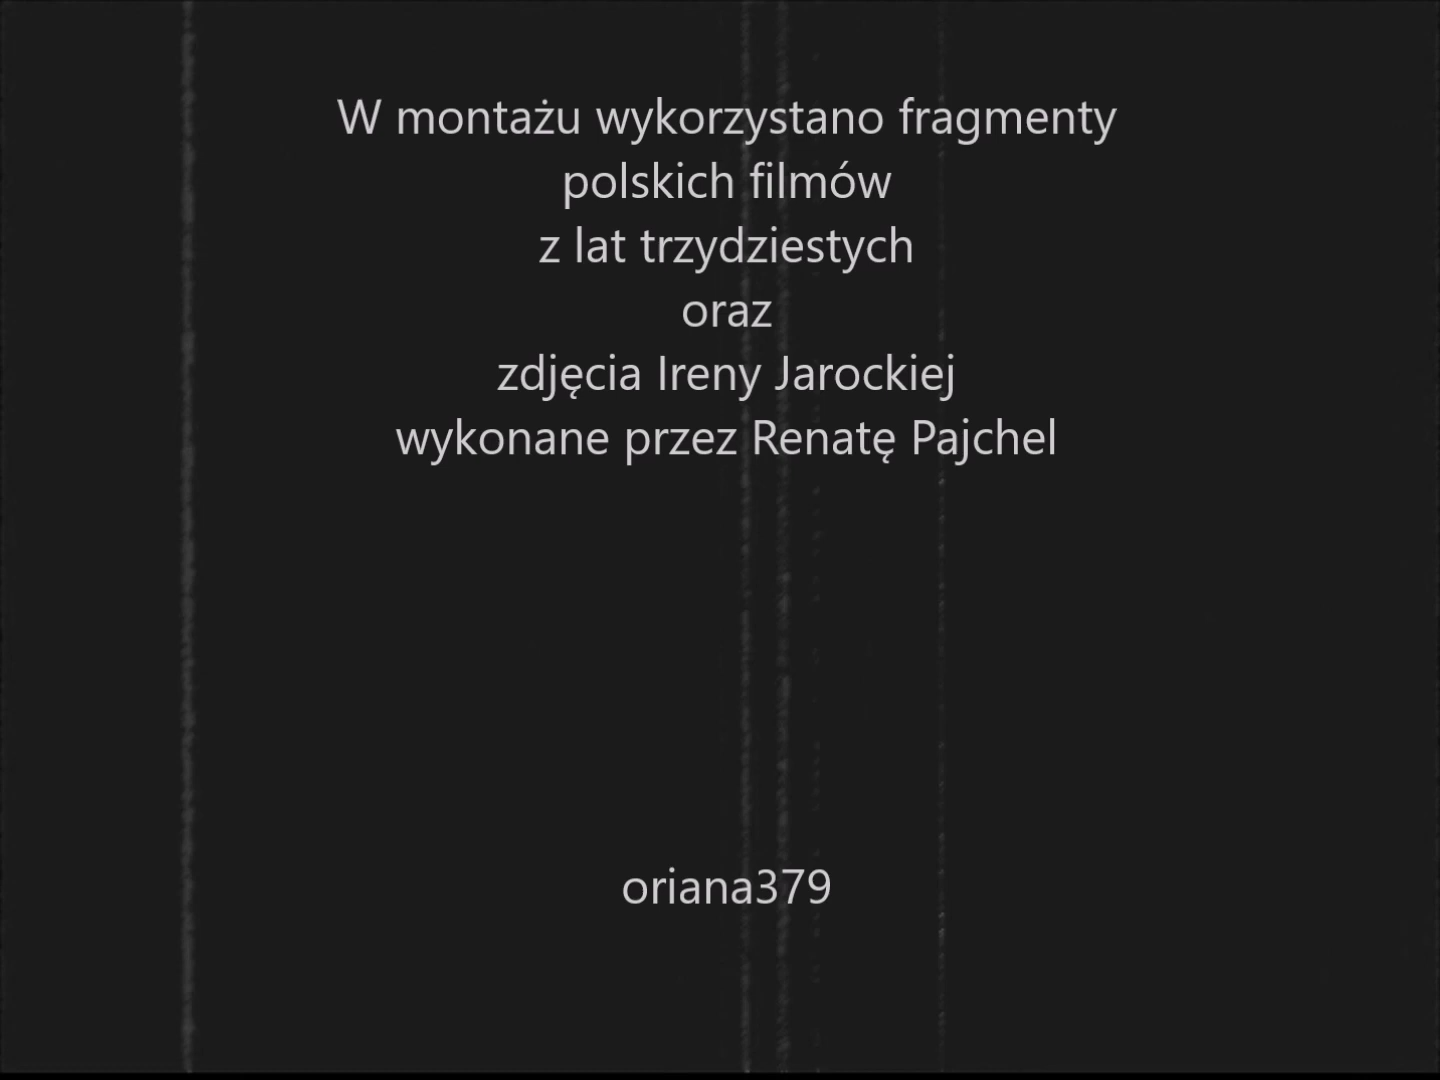 W montażu wykorzystano fragmenty
polskich filmów
z lat trzydziestych
oraz
zdjęcia Ireny Jarockiej
wykonane przez Renatę Pajchel
oriana379